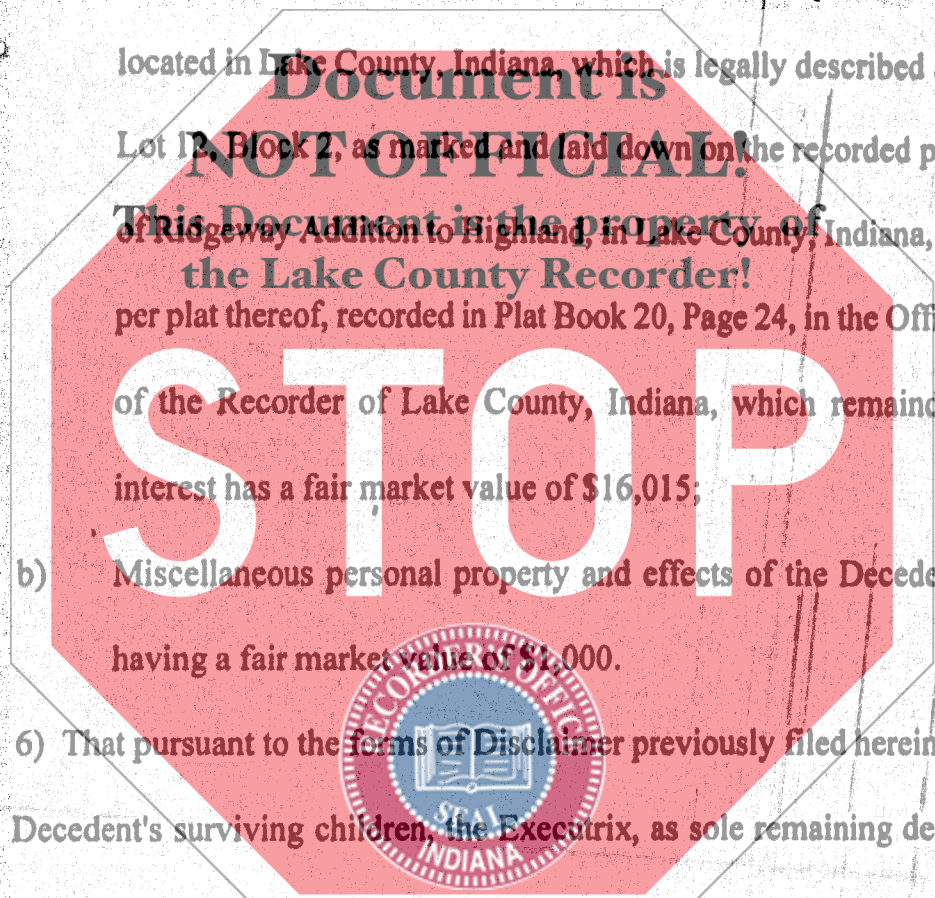 located in Lake County, Indiana, which is legally described
Document is
Lot 12, Block 2, as marked and laid down on the recorded p
NOT OFFICIAL!
of Ridgeway Addition to Highland, in Lake County, Indiana,
This Document is the property of
the Lake County Recorder!
per plat thereof, recorded in Plat Book 20, Page 24, in the Offi
STOP
of the Recorder of Lake County, Indiana, which remaind
interest has a fair market value of $16,015;
b) Miscellaneous personal property and effects of the Decede
having a fair market value of $1,000.
RECORDER'S OFFICE
6) That pursuant to the forms of Disclaimer previously filed herein
SEAL
Decedent's surviving children, the Executrix, as sole remaining de
INDIANA